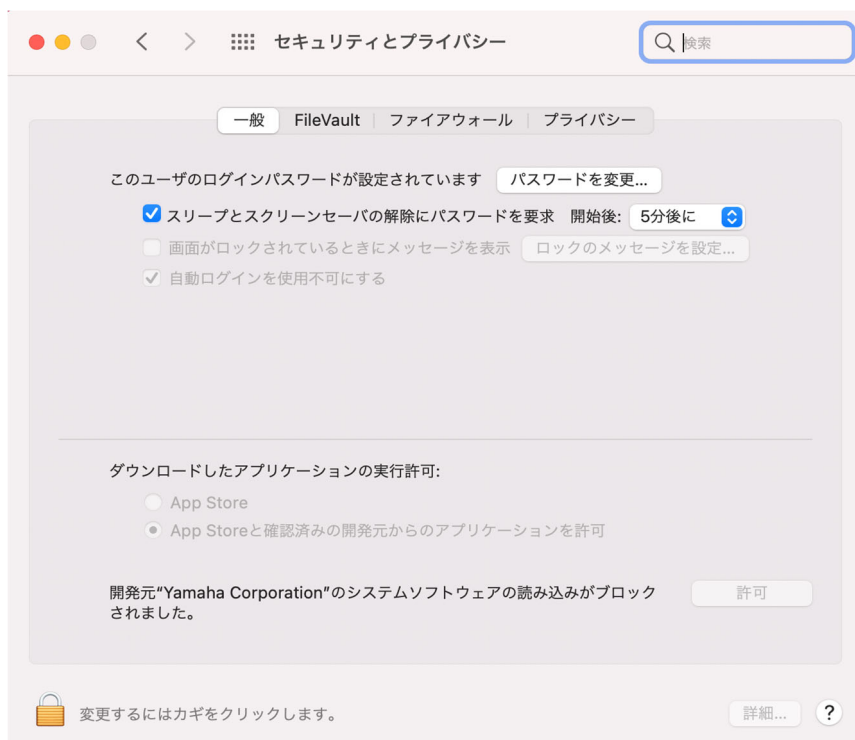 セキュリティとプライバシー
検索
一般 FileVault ファイアウォール プライバシー
このユーザのログインパスワードが設定されています パスワードを変更...
スリープとスクリーンセーバの解除にパスワードを要求 開始後: 5分後に
画面がロックされているときにメッセージを表示 ロックのメッセージを設定...
自動ログインを使用不可にする
ダウンロードしたアプリケーションの実行許可:
App Store
App Storeと確認済みの開発元からのアプリケーションを許可
開発元“Yamaha Corporation”のシステムソフトウェアの読み込みがブロック 許可
されました。
変更するにはカギをクリックします。 詳細... ?